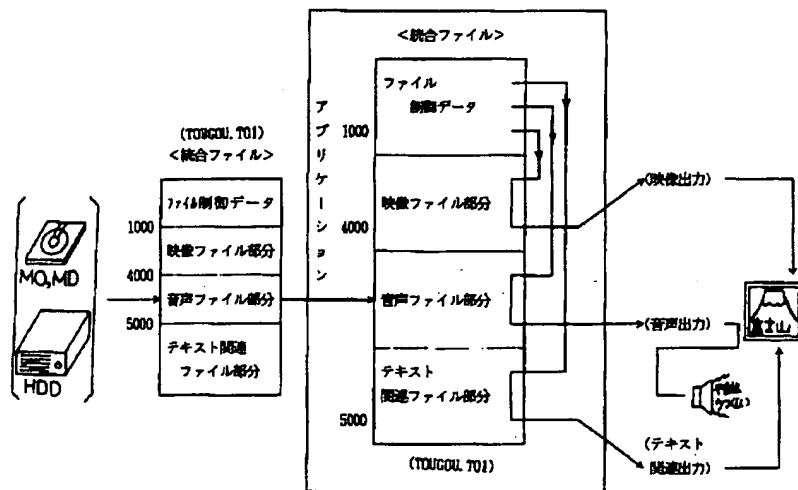 MO,MD
HDD
(TOUGOU.TO1)
<統合ファイル>
ファイル制御データ
1000
映像ファイル部分
4000
音声ファイル部分
5000
テキスト関連
ファイル部分
アプリケーション
<統合ファイル>
ファイル
制御データ
1000
映像ファイル部分
4000
音声ファイル部分
テキスト
関連ファイル部分
5000
(TOUGOU.TO1)
(映像出力)
(音声出力)
(テキスト
関連出力)
富士山